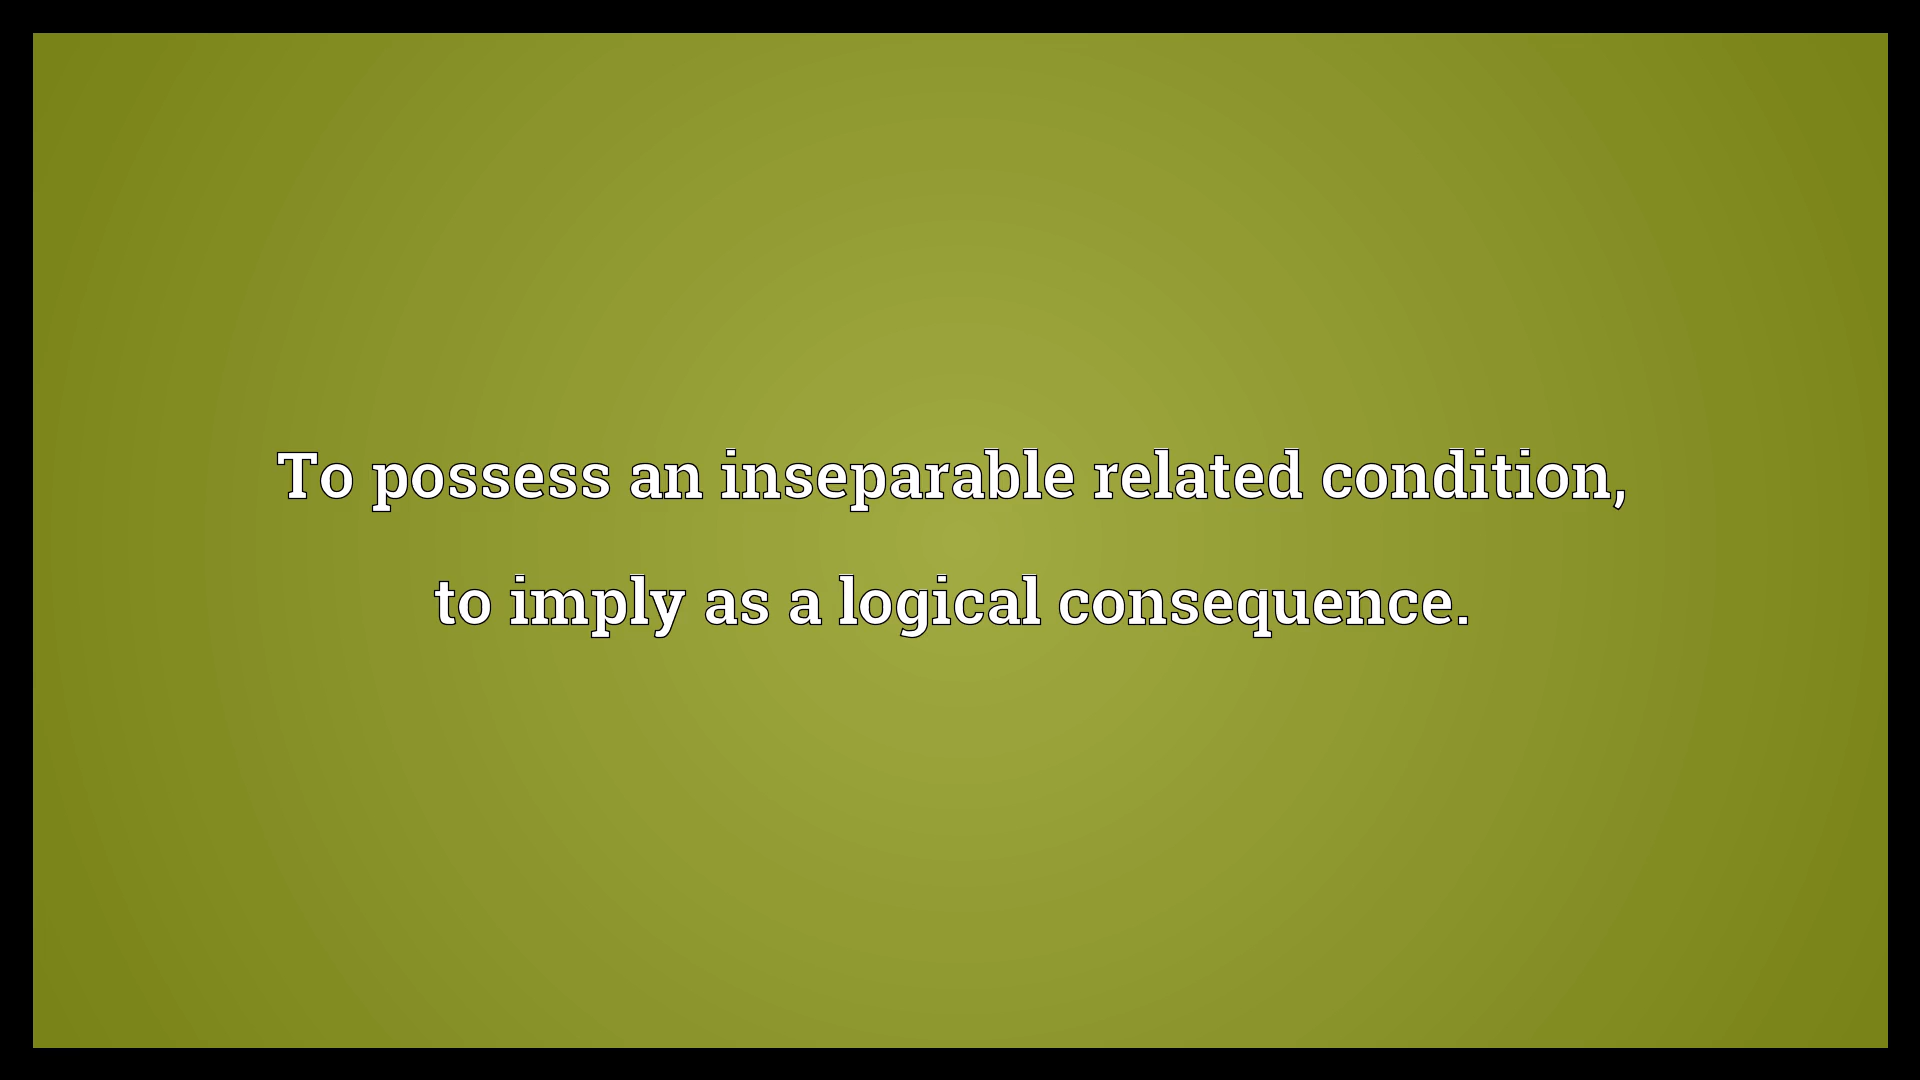 To possess an inseparable related condition,
to imply as a logical consequence.